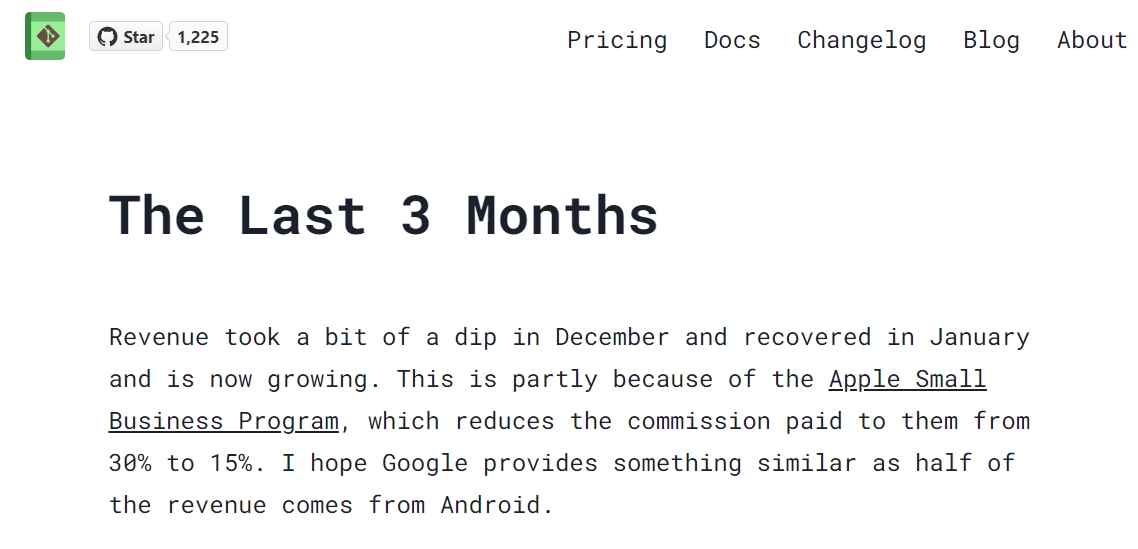 Star 1,225 Pricing Docs Changelog Blog About
The Last 3 Months
Revenue took a bit of a dip in December and recovered in January
and is now growing. This is partly because of the Apple Small
Business Program, which reduces the commission paid to them from
30% to 15%. I hope Google provides something similar as half of
the revenue comes from Android.